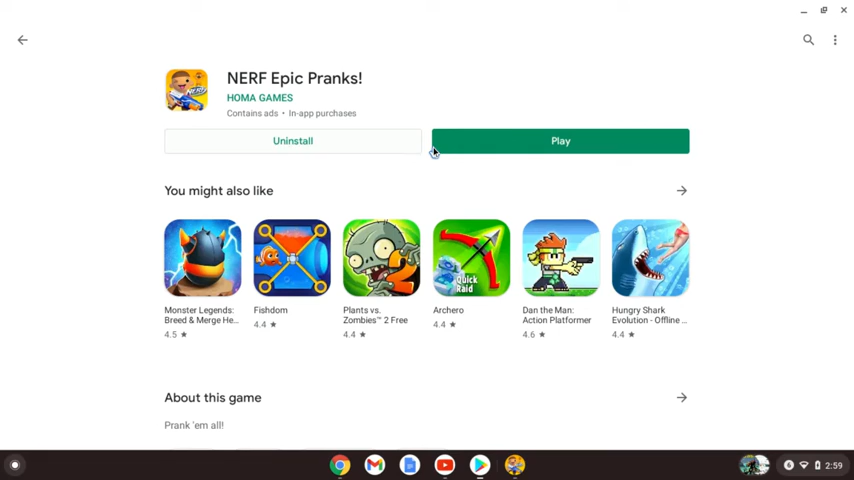 NERF Epic Pranks!
HOMA GAMES
Contains ads • In-app purchases
Uninstall
Play
You might also like
NERF
Quick
Raid
Monster Legends:
Breed & Merge He...
4.5 ★
Fishdom
4.4 ★
Plants vs.
Zombies™ 2 Free
4.4 ★
Archero
4.4 ★
Dan the Man:
Action Platformer
4.6 ★
Hungry Shark
Evolution - Offline ...
4.4 ★
About this game
Prank 'em all!
2:59